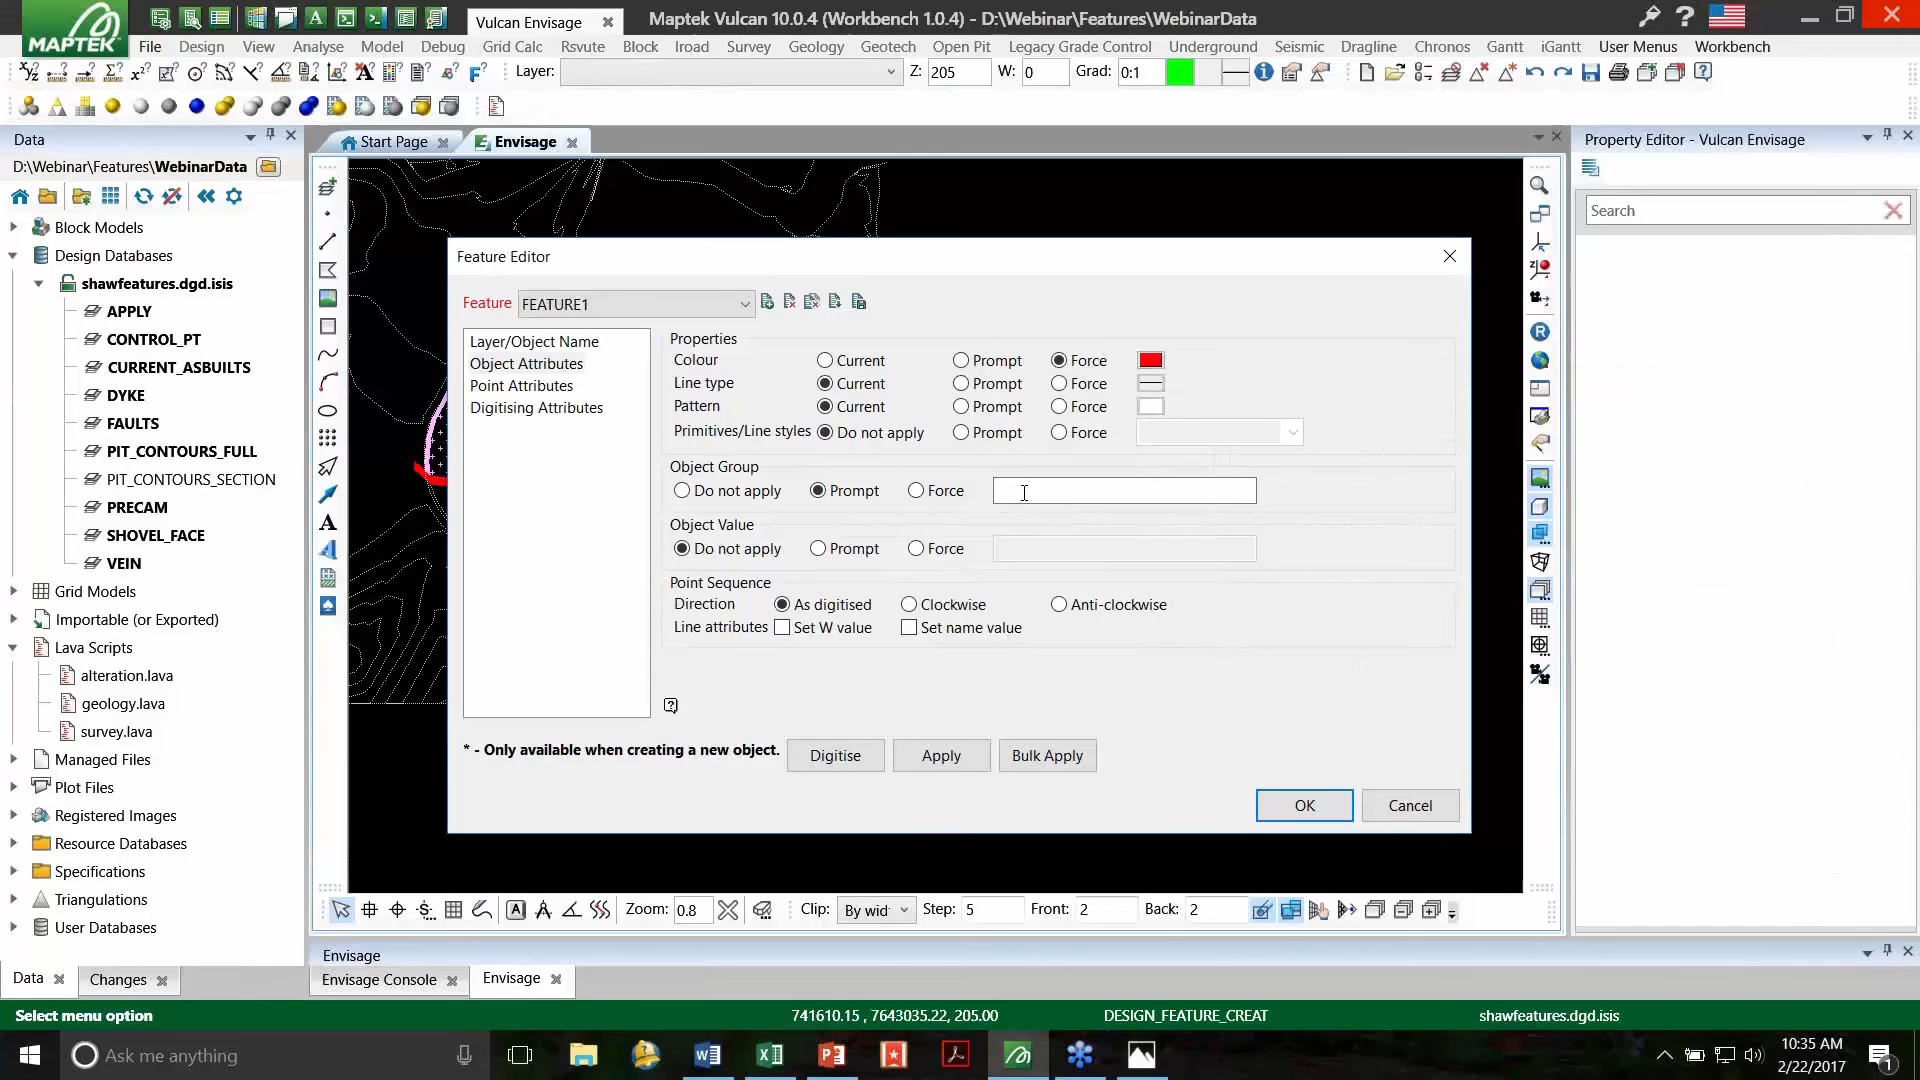 MAPTEK
Vulcan Envisage
Maptek Vulcan 10.0.4 (Workbench 1.0.4) - D:\Webinar\Features\WebinarData
File Design View Analyse Model Debug Grid Calc Rsvute Block Iroad Survey Geology Geotech Open Pit Legacy Grade Control Underground Seismic Dragline Chronos Gantt iGantt User Menus Workbench
Layer: Z: 205 W: 0 Grad: 0:1
Data
Start Page Envisage
Property Editor - Vulcan Envisage
D:\Webinar\Features\WebinarData
Search
Block Models
Design Databases
shawfeatures.dgd.isis
APPLY
CONTROL_PT
CURRENT_ASBUILTS
DYKE
FAULTS
PIT_CONTOURS_FULL
PIT_CONTOURS_SECTION
PRECAM
SHOVEL_FACE
VEIN
Grid Models
Importable (or Exported)
Lava Scripts
alteration.lava
geology.lava
survey.lava
Managed Files
Plot Files
Registered Images
Resource Databases
Specifications
Triangulations
User Databases
Feature Editor
Feature FEATURE1
Layer/Object Name
Object Attributes
Point Attributes
Digitising Attributes
Properties
Colour Current Prompt Force
Line type Current Prompt Force
Pattern Current Prompt Force
Primitives/Line styles Do not apply Prompt Force
Object Group
Do not apply Prompt Force
Object Value
Do not apply Prompt Force
Point Sequence
Direction As digitised Clockwise Anti-clockwise
Line attributes Set W value Set name value
* - Only available when creating a new object. Digitise Apply Bulk Apply
OK Cancel
Zoom: 0.8 Clip: By wid Step: 5 Front: 2 Back: 2
Envisage
Data Changes
Envisage Console Envisage
Select menu option 741610.15 , 7643035.22, 205.00 DESIGN_FEATURE_CREAT shawfeatures.dgd.isis
Ask me anything
10:35 AM
2/22/2017
1